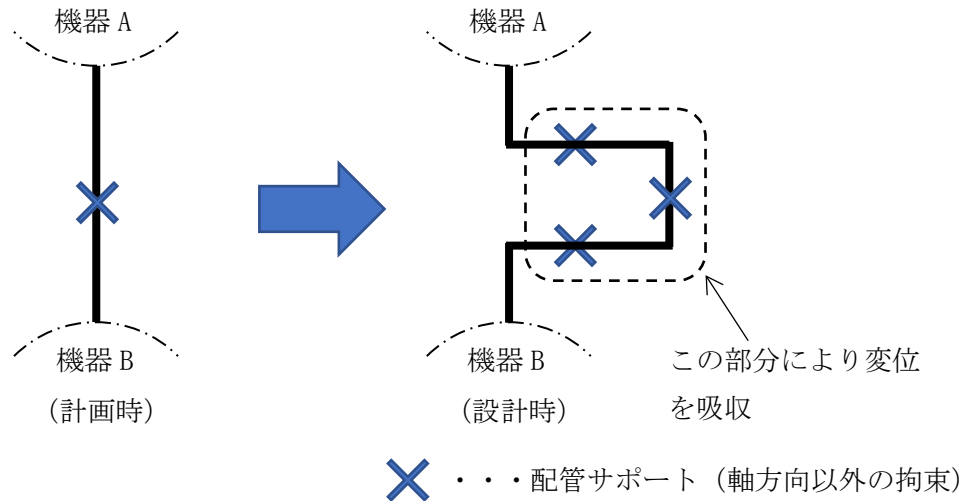 機器 A
機器 A
機器 B
(計画時)
機器 B
(設計時)
この部分により変位
を吸収
・・・配管サポート（軸方向以外の拘束）